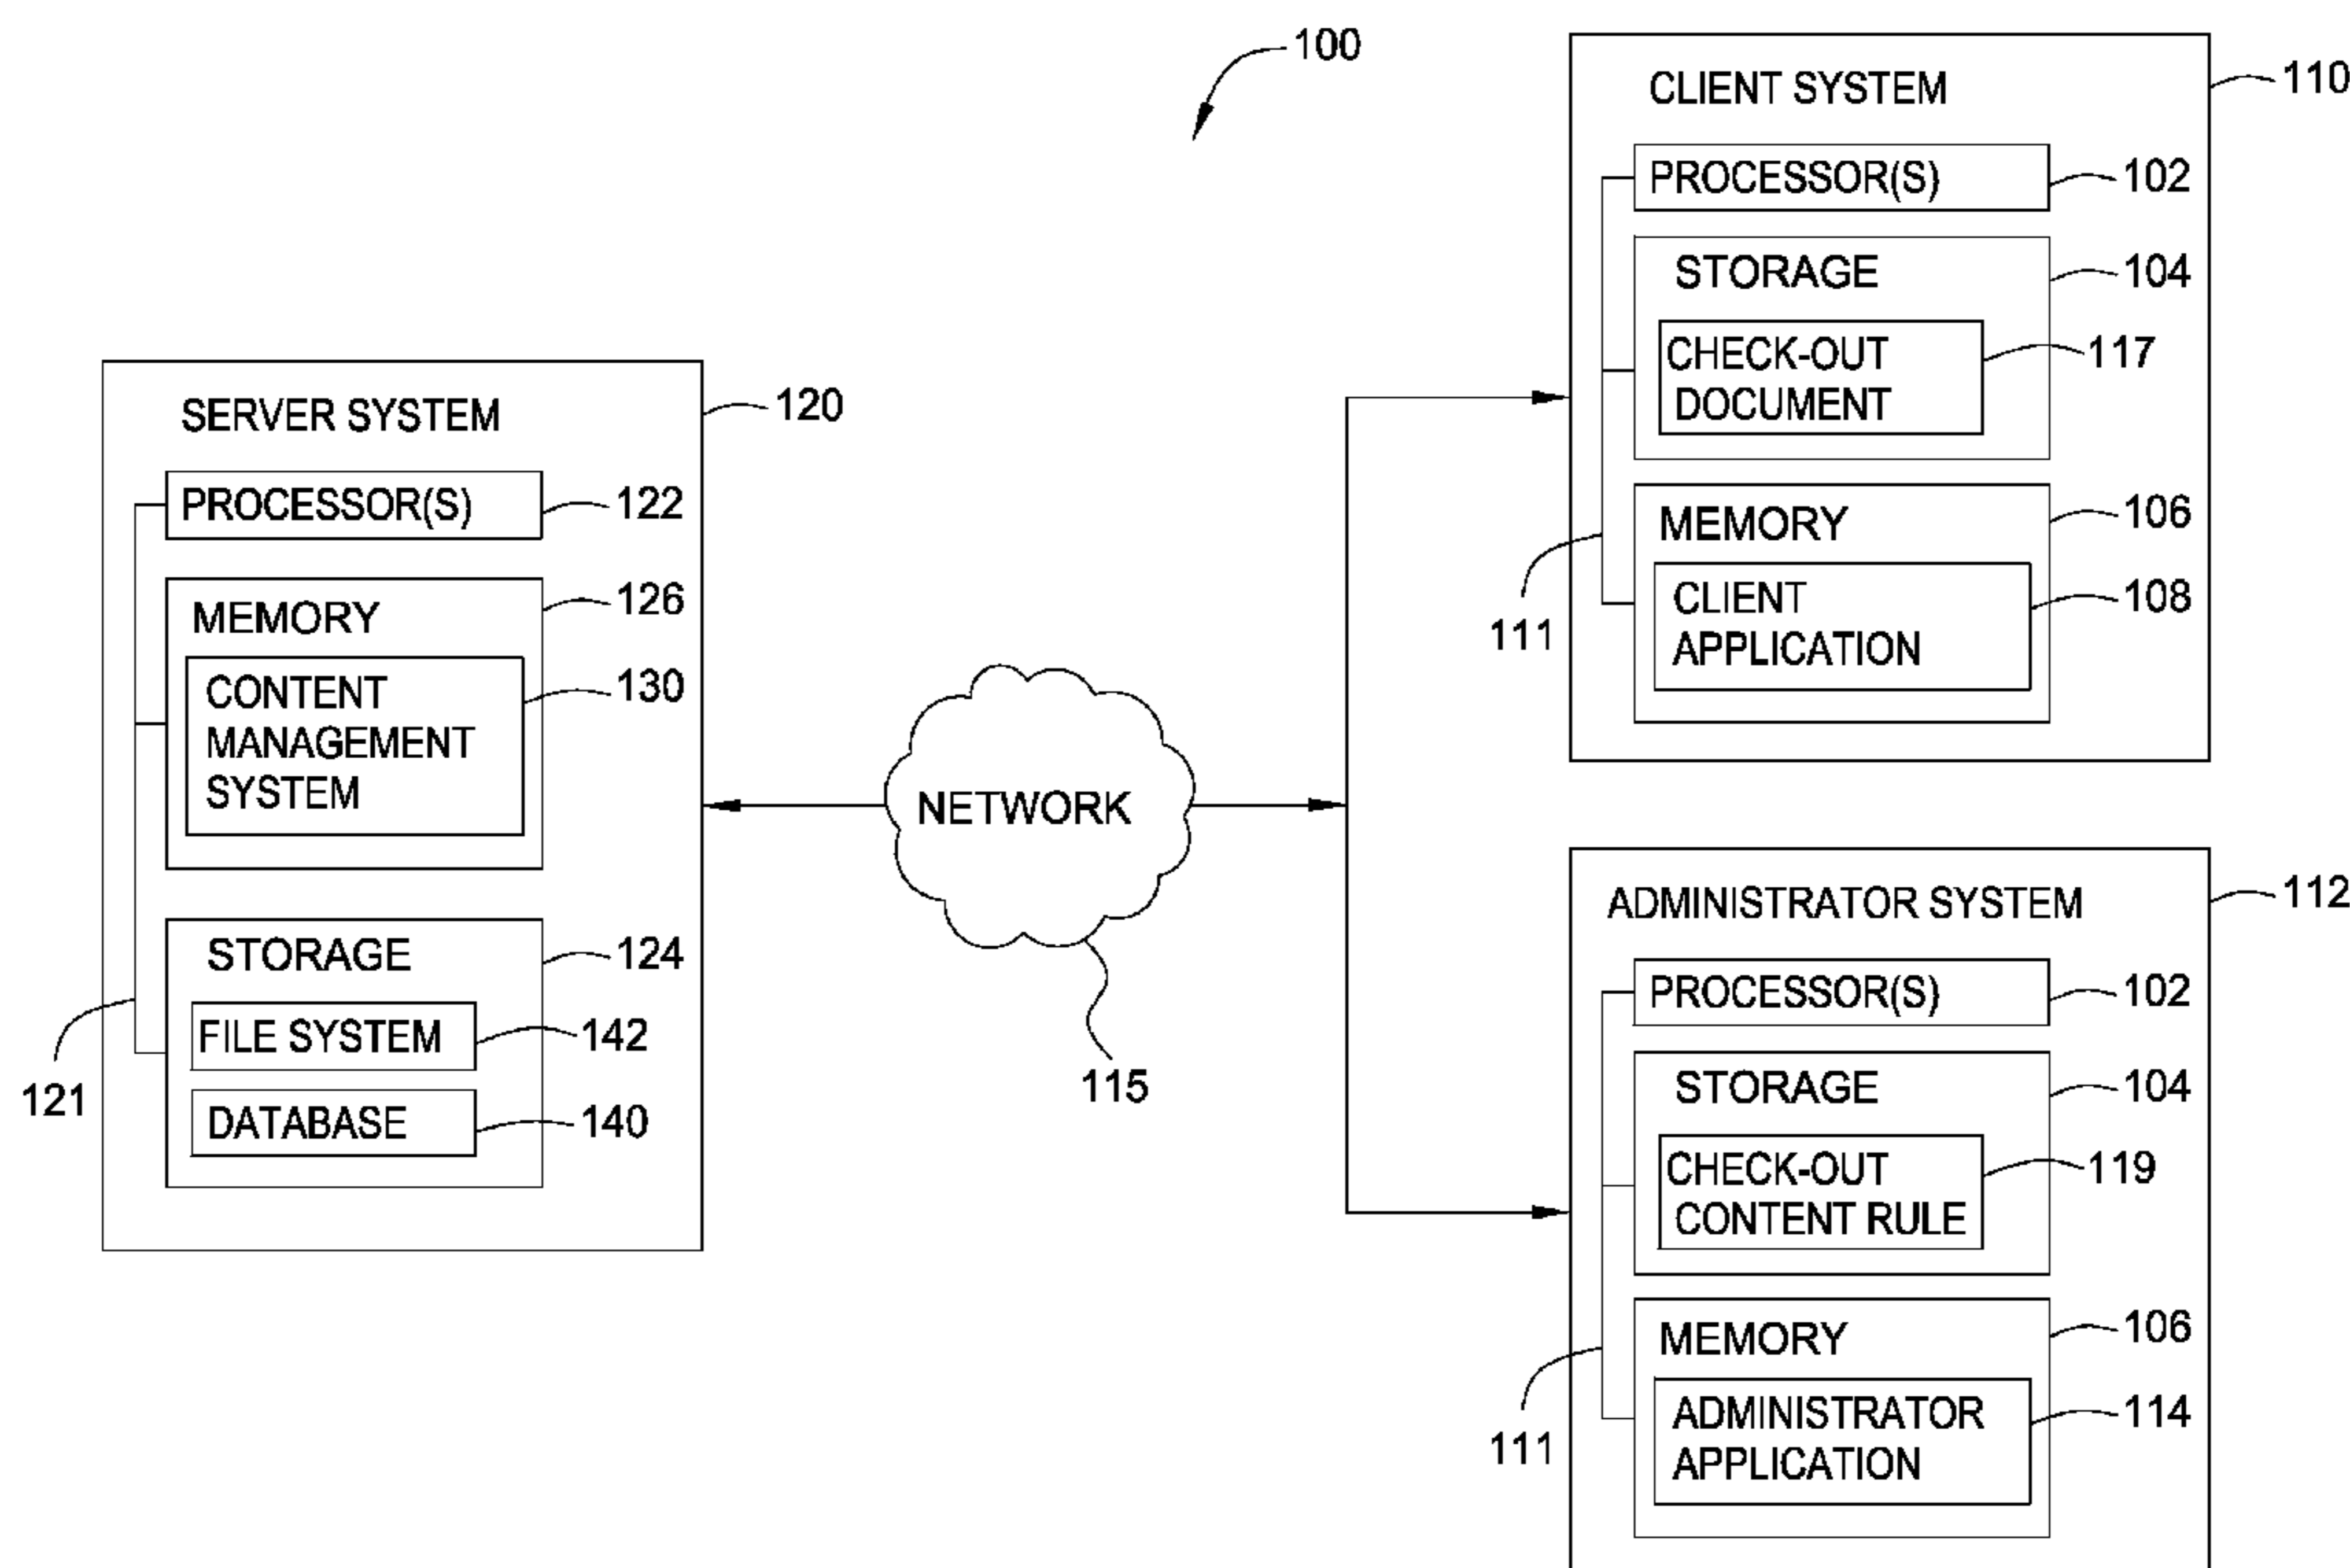 100
SERVER SYSTEM
120
PROCESSOR(S)
122
MEMORY
126
CONTENT
MANAGEMENT
SYSTEM
130
STORAGE
124
FILE SYSTEM
142
DATABASE
140
121
NETWORK
115
CLIENT SYSTEM
110
PROCESSOR(S)
102
STORAGE
104
CHECK-OUT
DOCUMENT
117
MEMORY
106
CLIENT
APPLICATION
108
111
ADMINISTRATOR SYSTEM
112
PROCESSOR(S)
102
STORAGE
104
CHECK-OUT
CONTENT RULE
119
MEMORY
106
ADMINISTRATOR
APPLICATION
114
111